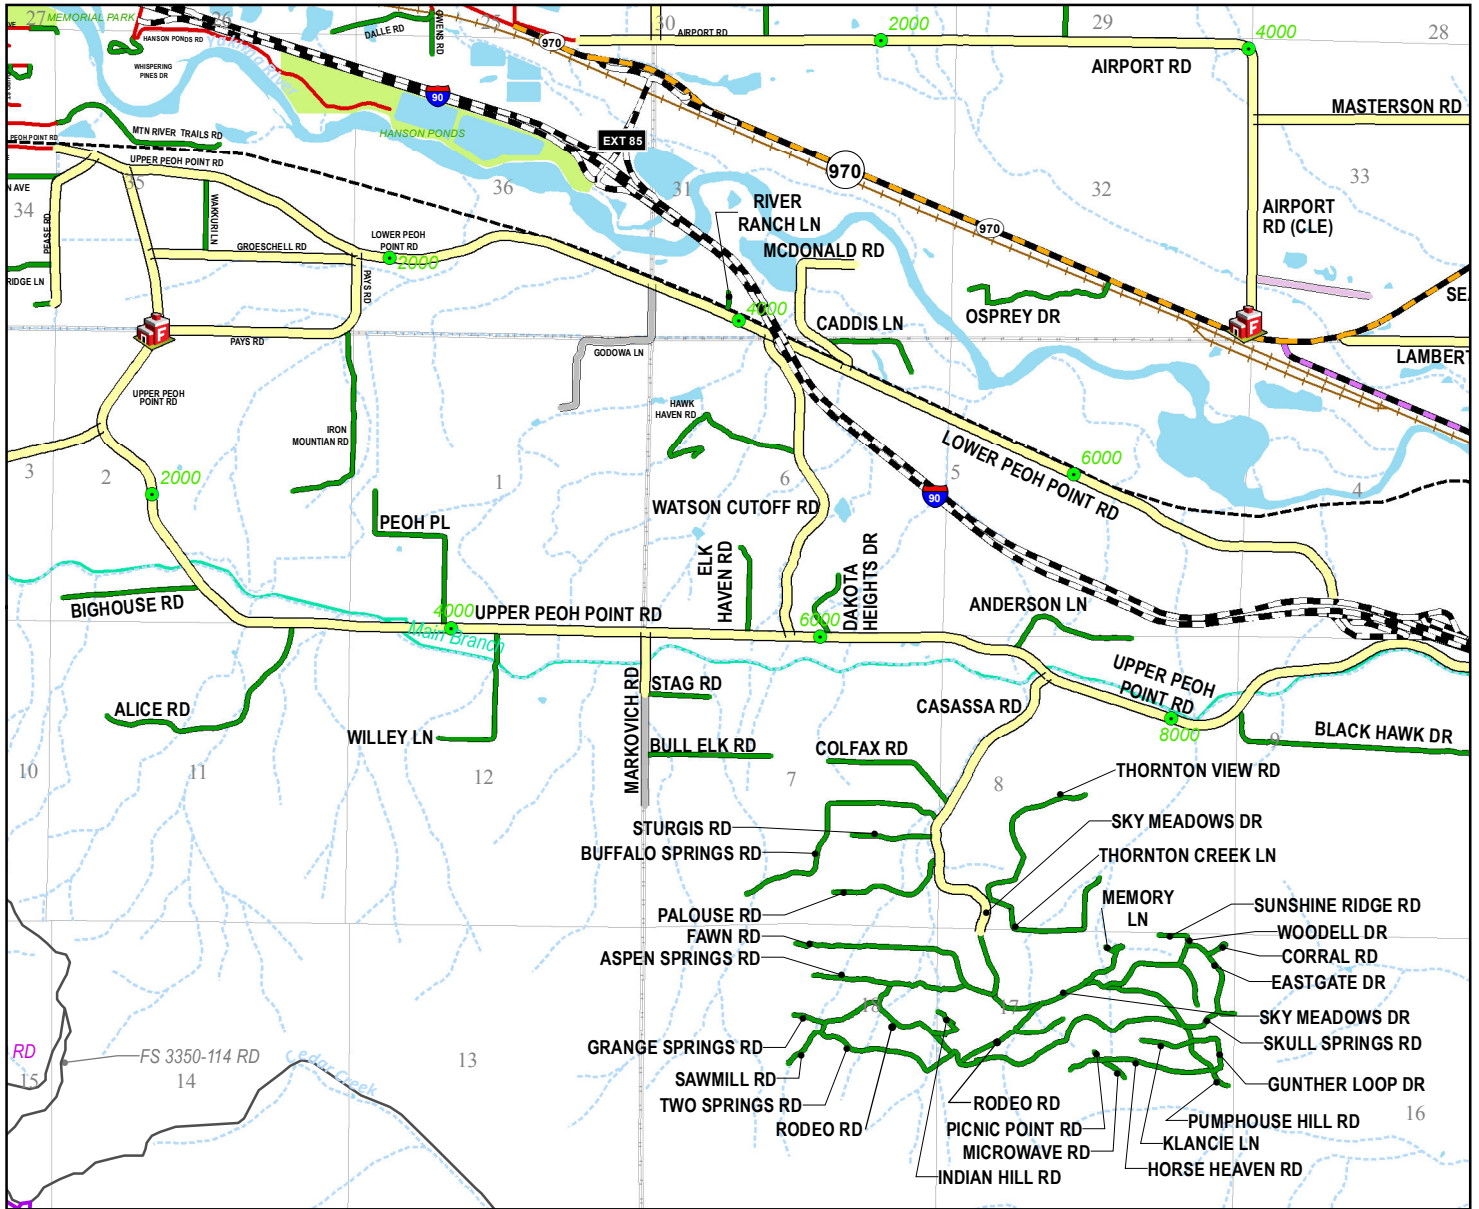 27
MEMORIAL PARK
26
25
30
29
28
HANSON PONDS RD
Yakima River
DALLE RD
OWENS RD
970
AIRPORT RD
2000
4000
AIRPORT RD
WHISPERING
PINES DR
90
MASTERSON RD
MTN RIVER TRAILS RD
HANSON PONDS
EXT 85
PEOH POINT RD
UPPER PEOH POINT RD
970
35
36
31
32
33
N AVE
34
PEASE RD
WAKKURI LN
RIVER
RANCH LN
AIRPORT
RD (CLE)
GROESCHELL RD
LOWER PEOH
POINT RD
2000
MCDONALD RD
970
RIDGE LN
PAYS RD
4000
CADDIS LN
OSPREY DR
SEA
F
F
PAYS RD
GODOWA LN
LAMBERT
UPPER PEOH
POINT RD
HAWK
HAVEN RD
IRON
MOUNTIAN RD
LOWER PEOH POINT RD
6000
3
2
2000
1
6
5
4
90
WATSON CUTOFF RD
PEOH PL
ELK
HAVEN RD
DAKOTA
HEIGHTS DR
BIGHOUSE RD
4000
UPPER PEOH POINT RD
6000
ANDERSON LN
Main Branch
UPPER PEOH
POINT RD
STAG RD
MARKOVICH RD
CASASSA RD
ALICE RD
WILLEY LN
8000
BLACK HAWK DR
BULL ELK RD
COLFAX RD
9
10
11
12
7
8
THORNTON VIEW RD
STURGIS RD
SKY MEADOWS DR
BUFFALO SPRINGS RD
THORNTON CREEK LN
MEMORY
LN
PALOUSE RD
SUNSHINE RIDGE RD
FAWN RD
WOODELL DR
ASPEN SPRINGS RD
CORRAL RD
EASTGATE DR
18
17
SKY MEADOWS DR
GRANGE SPRINGS RD
SKULL SPRINGS RD
RD
FS 3350-114 RD
13
15
14
SAWMILL RD
GUNTHER LOOP DR
TWO SPRINGS RD
RODEO RD
16
RODEO RD
PICNIC POINT RD
PUMPHOUSE HILL RD
MICROWAVE RD
KLANCIE LN
INDIAN HILL RD
HORSE HEAVEN RD